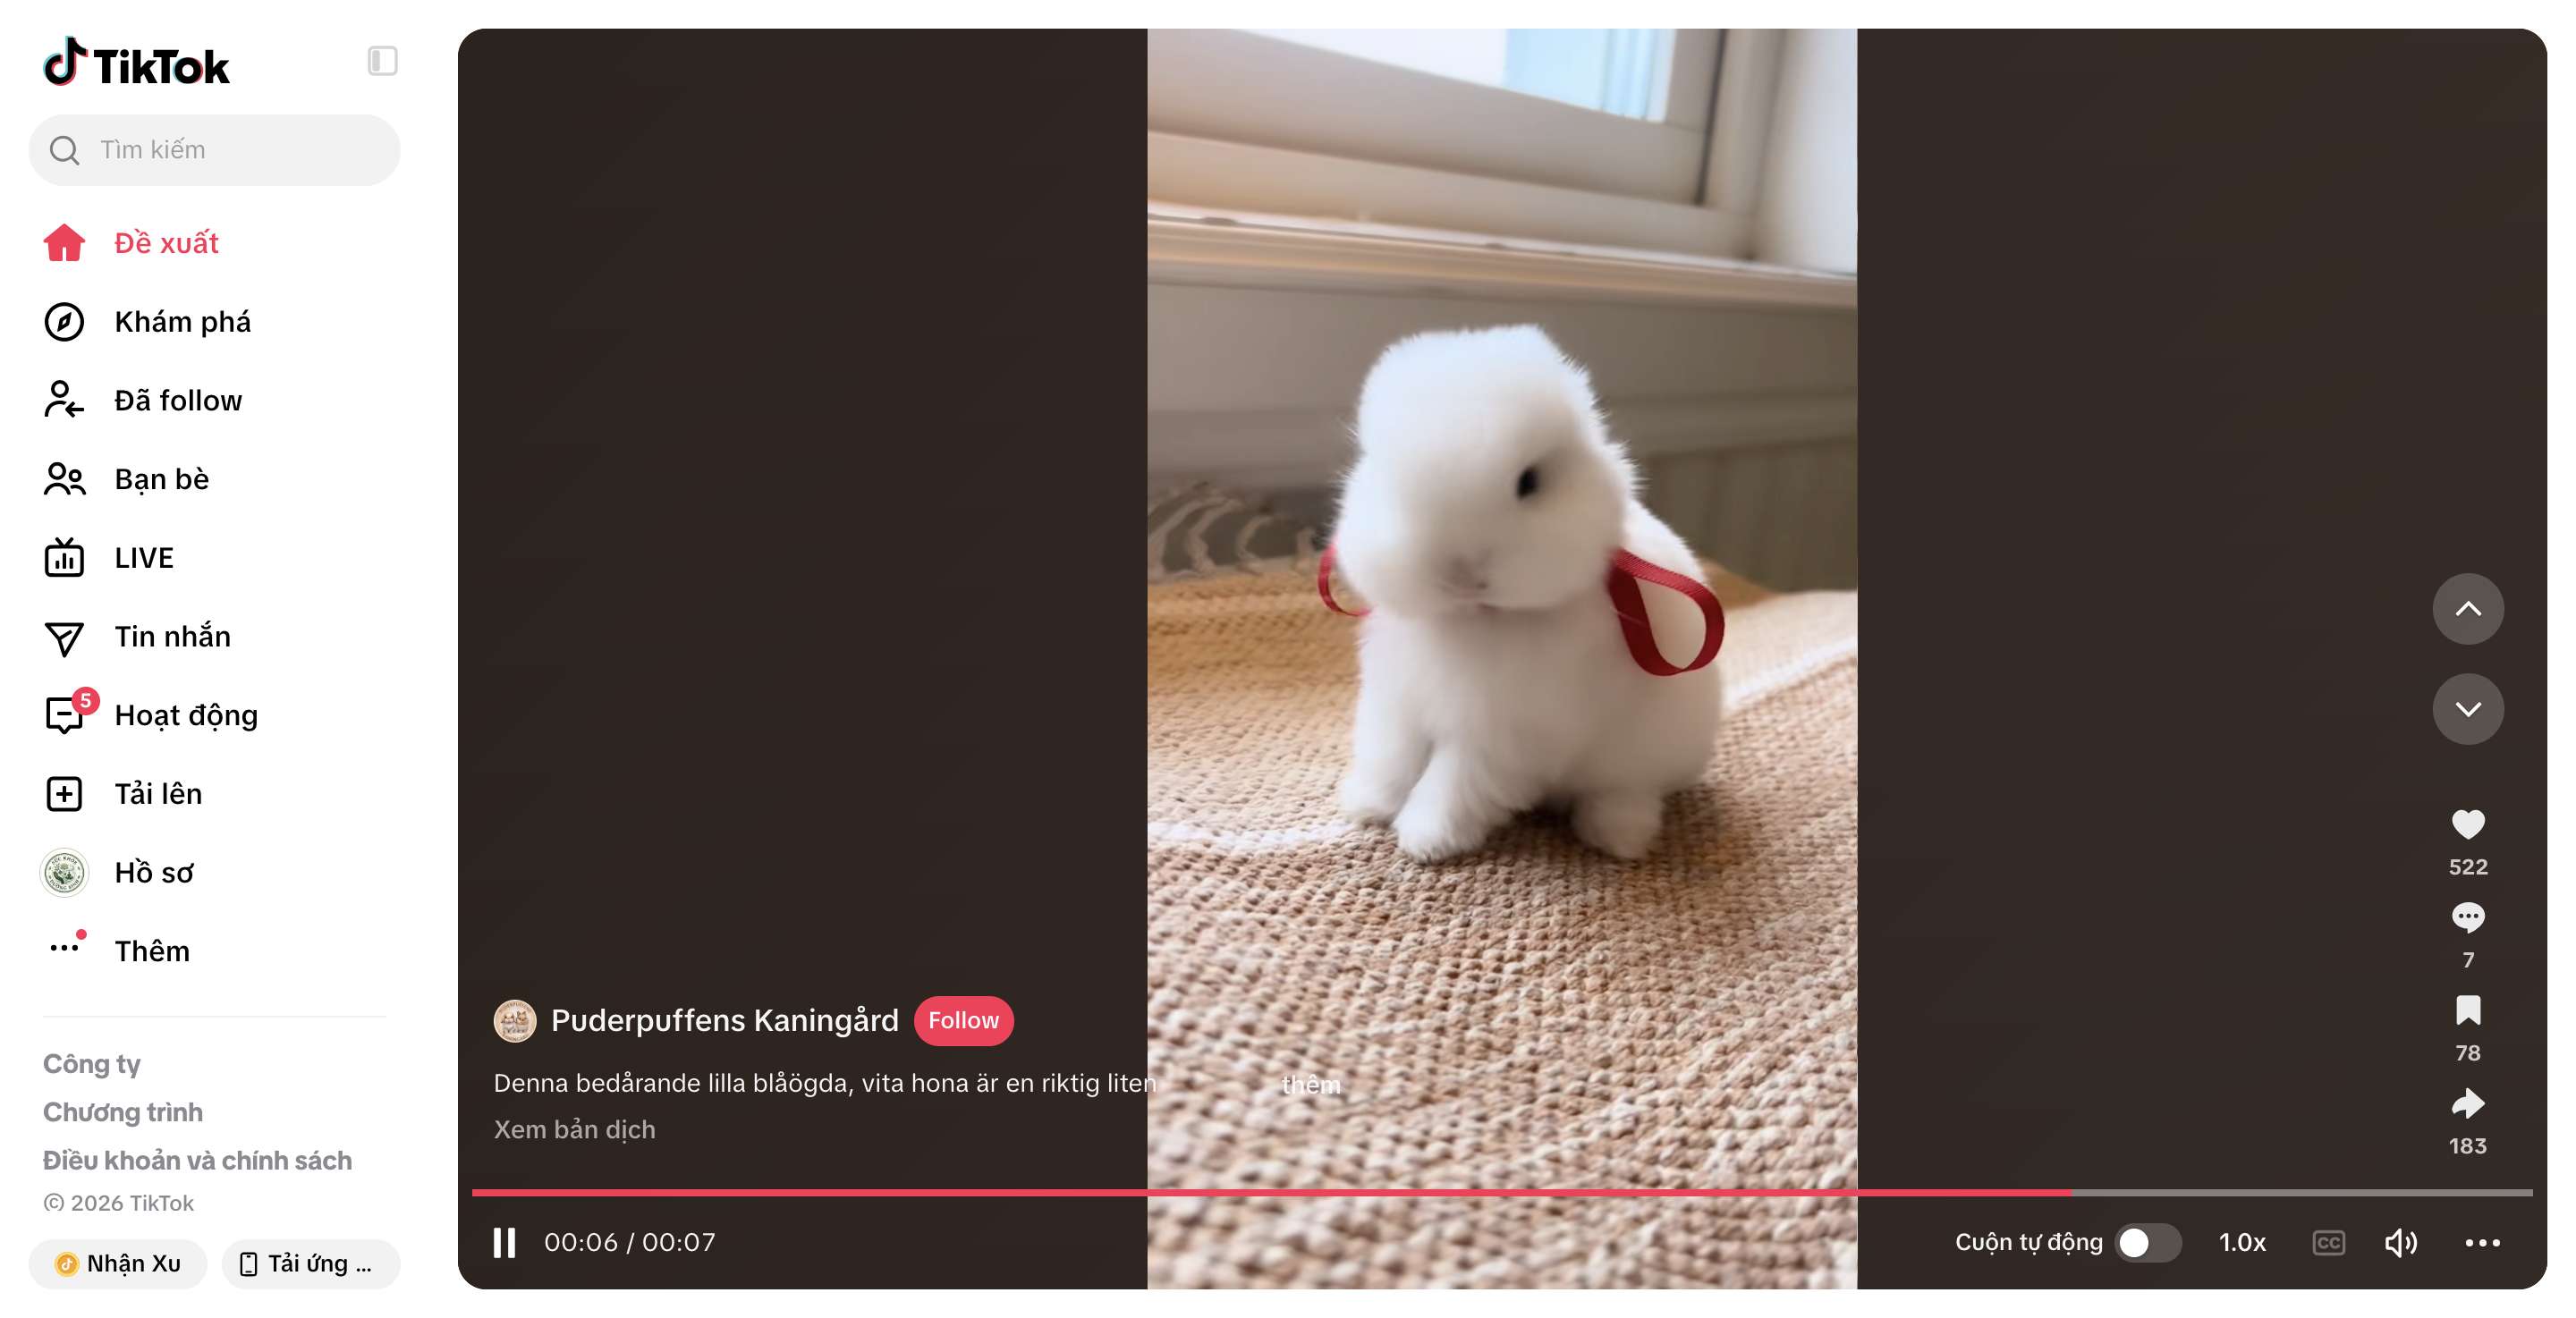 TikTok
Tìm kiếm
Đề xuất
Khám phá
Đã follow
Bạn bè
LIVE
Tin nhắn
5
Hoạt động
Tải lên
Hồ sơ
Thêm
Công ty
Chương trình
Điều khoản và chính sách
© 2026 TikTok
Nhận Xu
Tải ứng ...
Puderpuffens Kaningård
Follow
Denna bedårande lilla blåögda, vita hona är en riktig liten
thêm
Xem bản dịch
00:06 / 00:07
522
7
78
183
Cuộn tự động
1.0x
CC